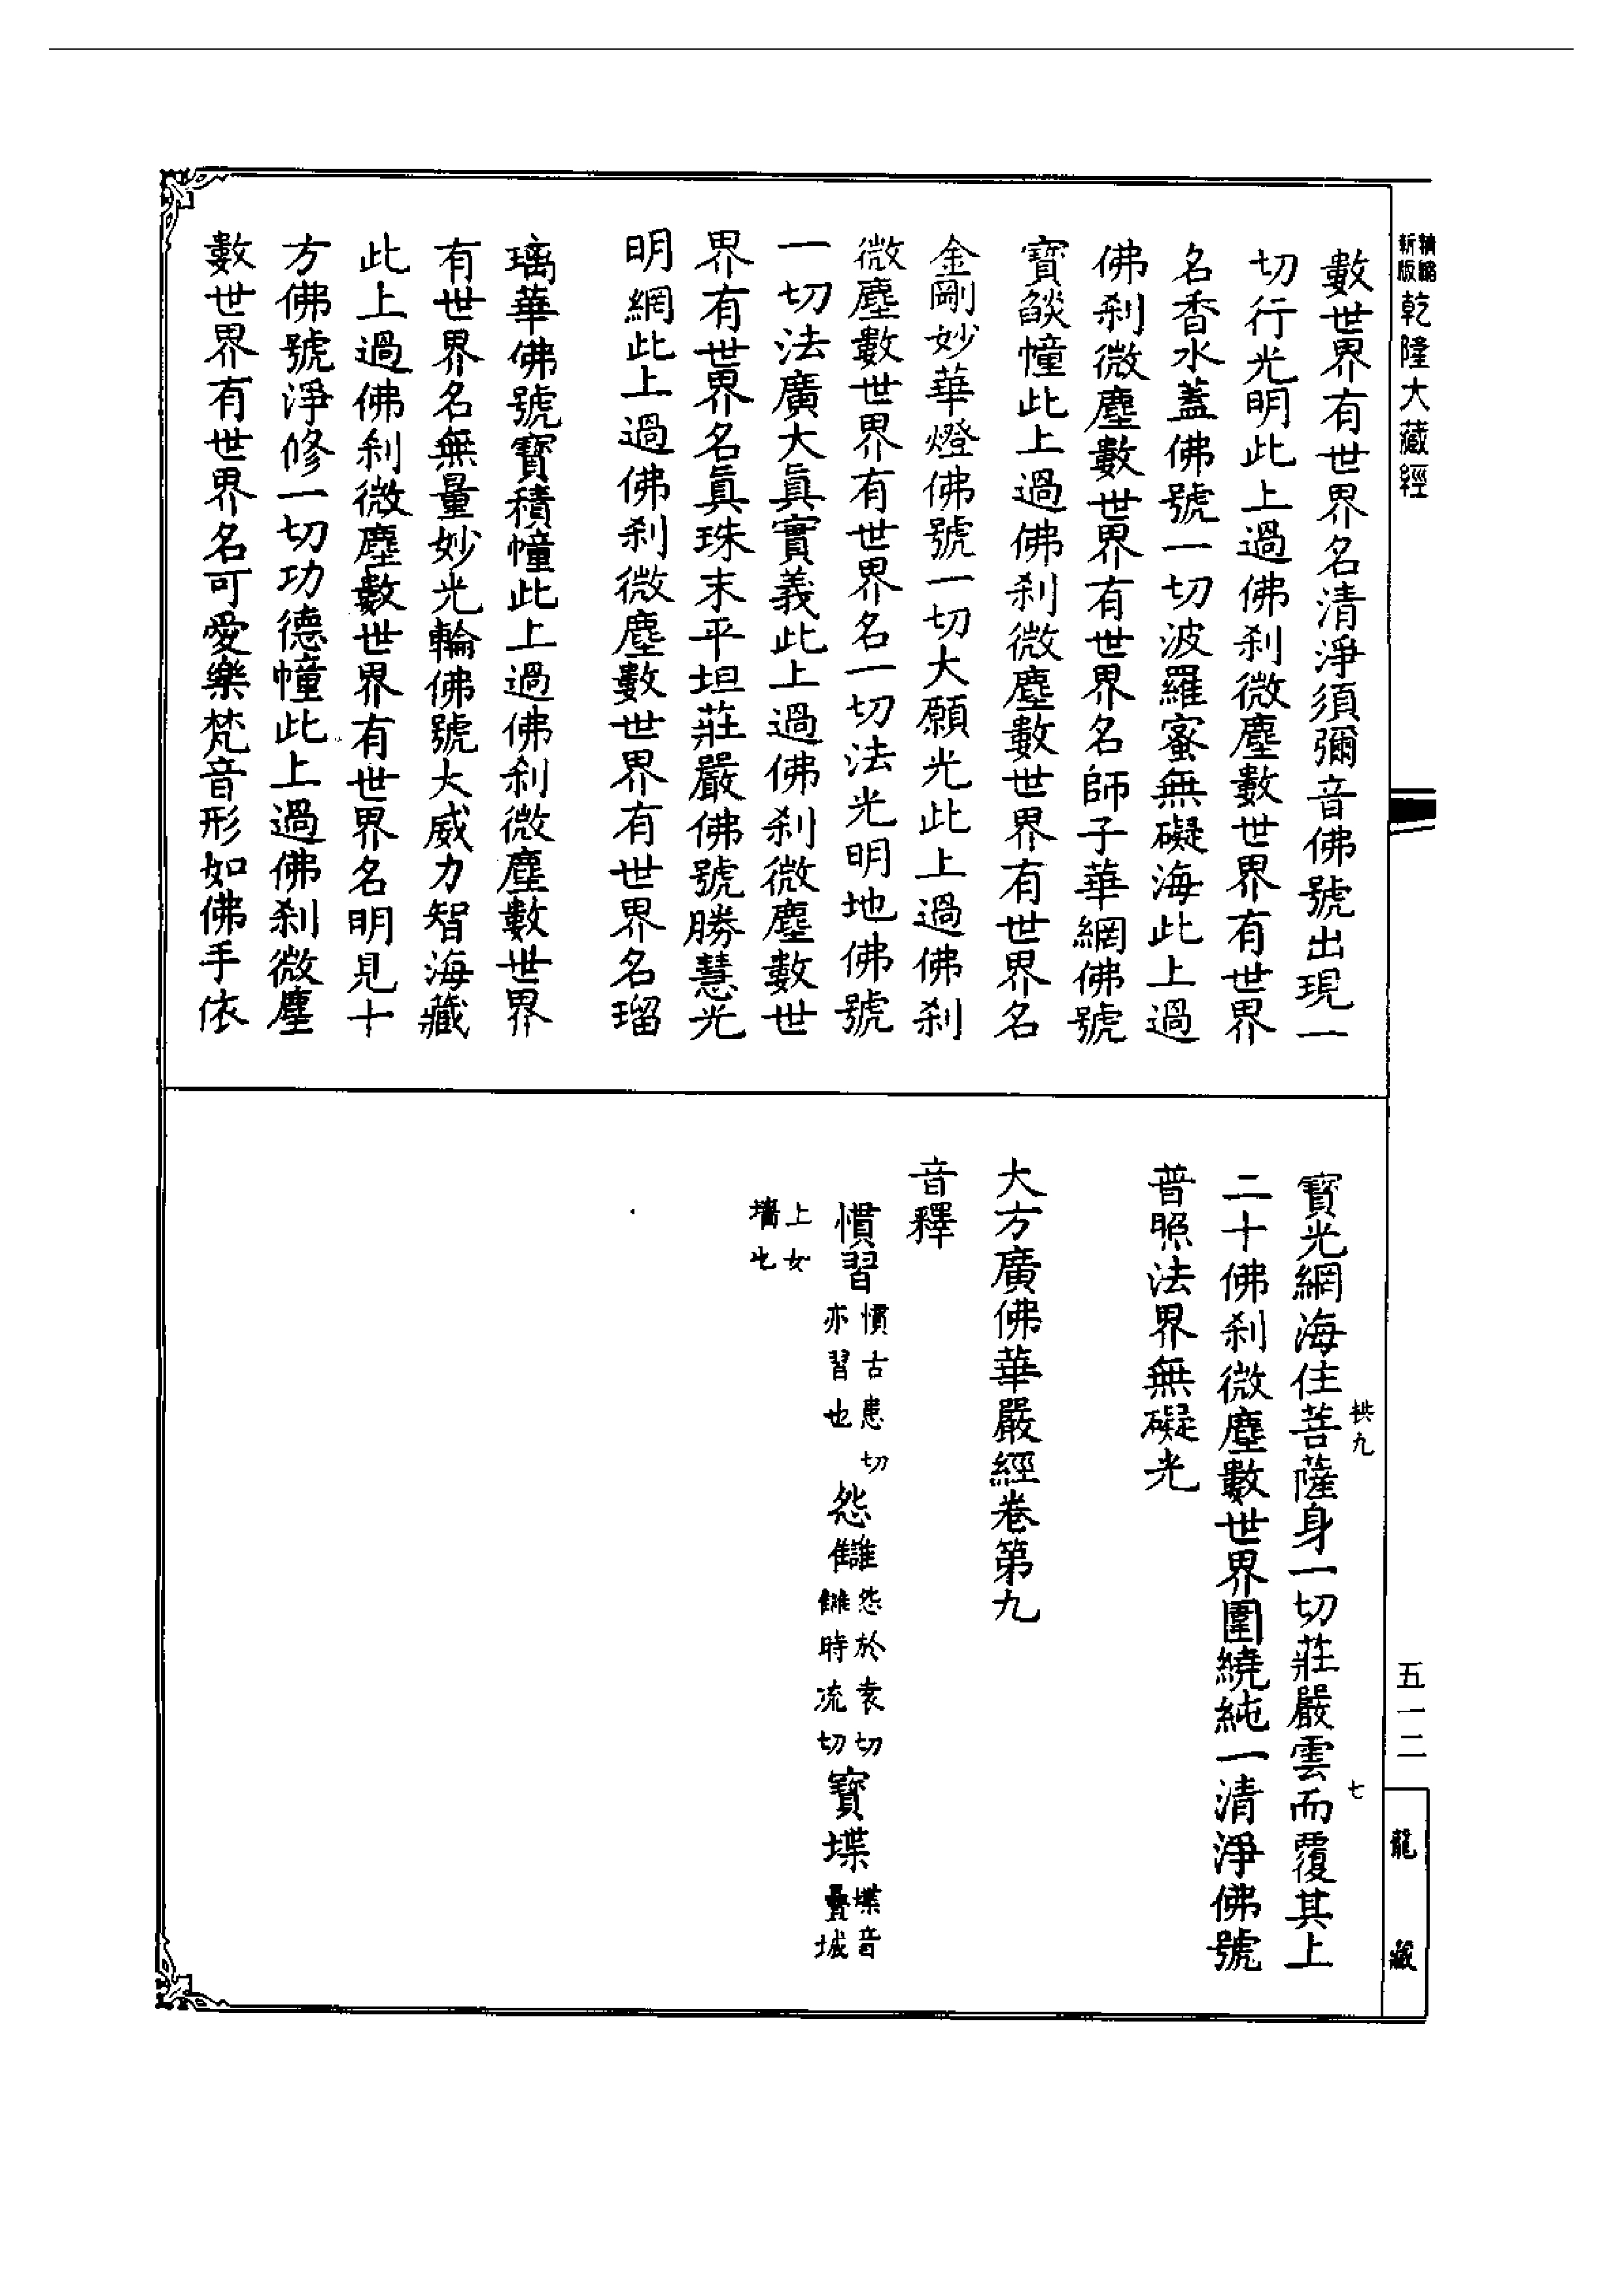 精縮
新版
乾隆大藏經
數世界有世界名清淨須彌音佛號出現一
切行光明此上過佛刹微塵數世界有世界
名香水蓋佛號一切波羅蜜無礙海此上過
佛刹微塵數世界有世界名師子華網佛號
寶燄幢此上過佛刹微塵數世界有世界名
金剛妙華燈佛號一切大願光此上過佛刹
微塵數世界有世界名一切法光明地佛號
一切法廣大真實義此上過佛刹微塵數世
界有世界名真珠末平坦莊嚴佛號勝慧光
明網此上過佛刹微塵數世界有世界名瑠
璃華佛號寶積幢此上過佛刹微塵數世界
有世界名無量妙光輪佛號大威力智海藏
此上過佛刹微塵數世界有世界名明見十
方佛號淨修一切功德幢此上過佛刹微塵
數世界有世界名可愛樂梵音形如佛手依
五一二
龍藏
拱九
七
寶光網海住菩薩身一切莊嚴雲而覆其上
二十佛刹微塵數世界圍繞純一清淨佛號
普照法界無礙光
大方廣佛華嚴經卷第九
音釋
慣習慣古患切亦習也怨讎怨於袁切讎時流切寶堞堞音疊城
上女墻也